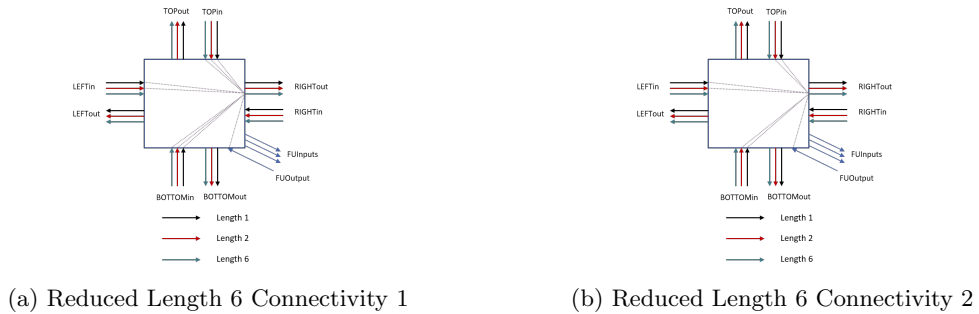 TOPout TOPin
LEFTin RIGHTout
LEFTout RIGHTin
FUInputs
FUOutput
BOTTOMin BOTTOMout
Length 1
Length 2
Length 6
(a) Reduced Length 6 Connectivity 1
TOPout TOPin
LEFTin RIGHTout
LEFTout RIGHTin
FUInputs
FUOutput
BOTTOMin BOTTOMout
Length 1
Length 2
Length 6
(b) Reduced Length 6 Connectivity 2